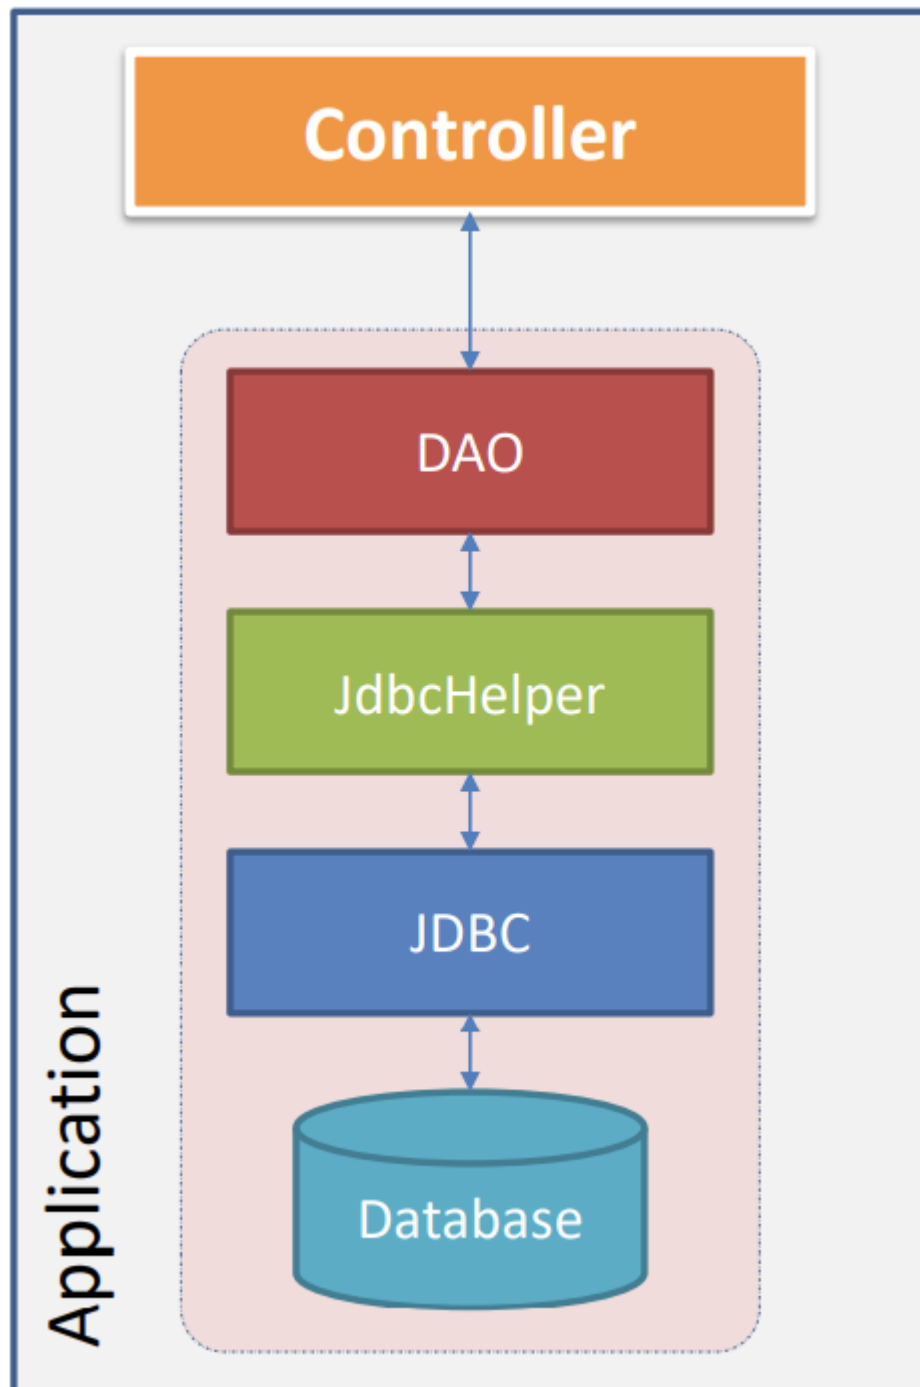 Controller
DAO
JdbcHelper
JDBC
Database
Application